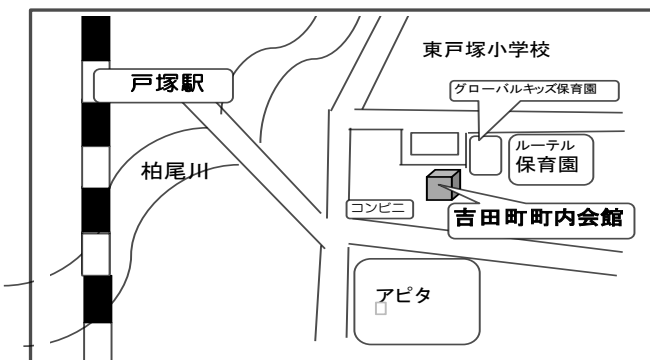 東戸塚小学校
戸塚駅
グローバルキッズ保育園
ルーテル
保育園
柏尾川
コンビニ
吉田町町内会館
アピタ